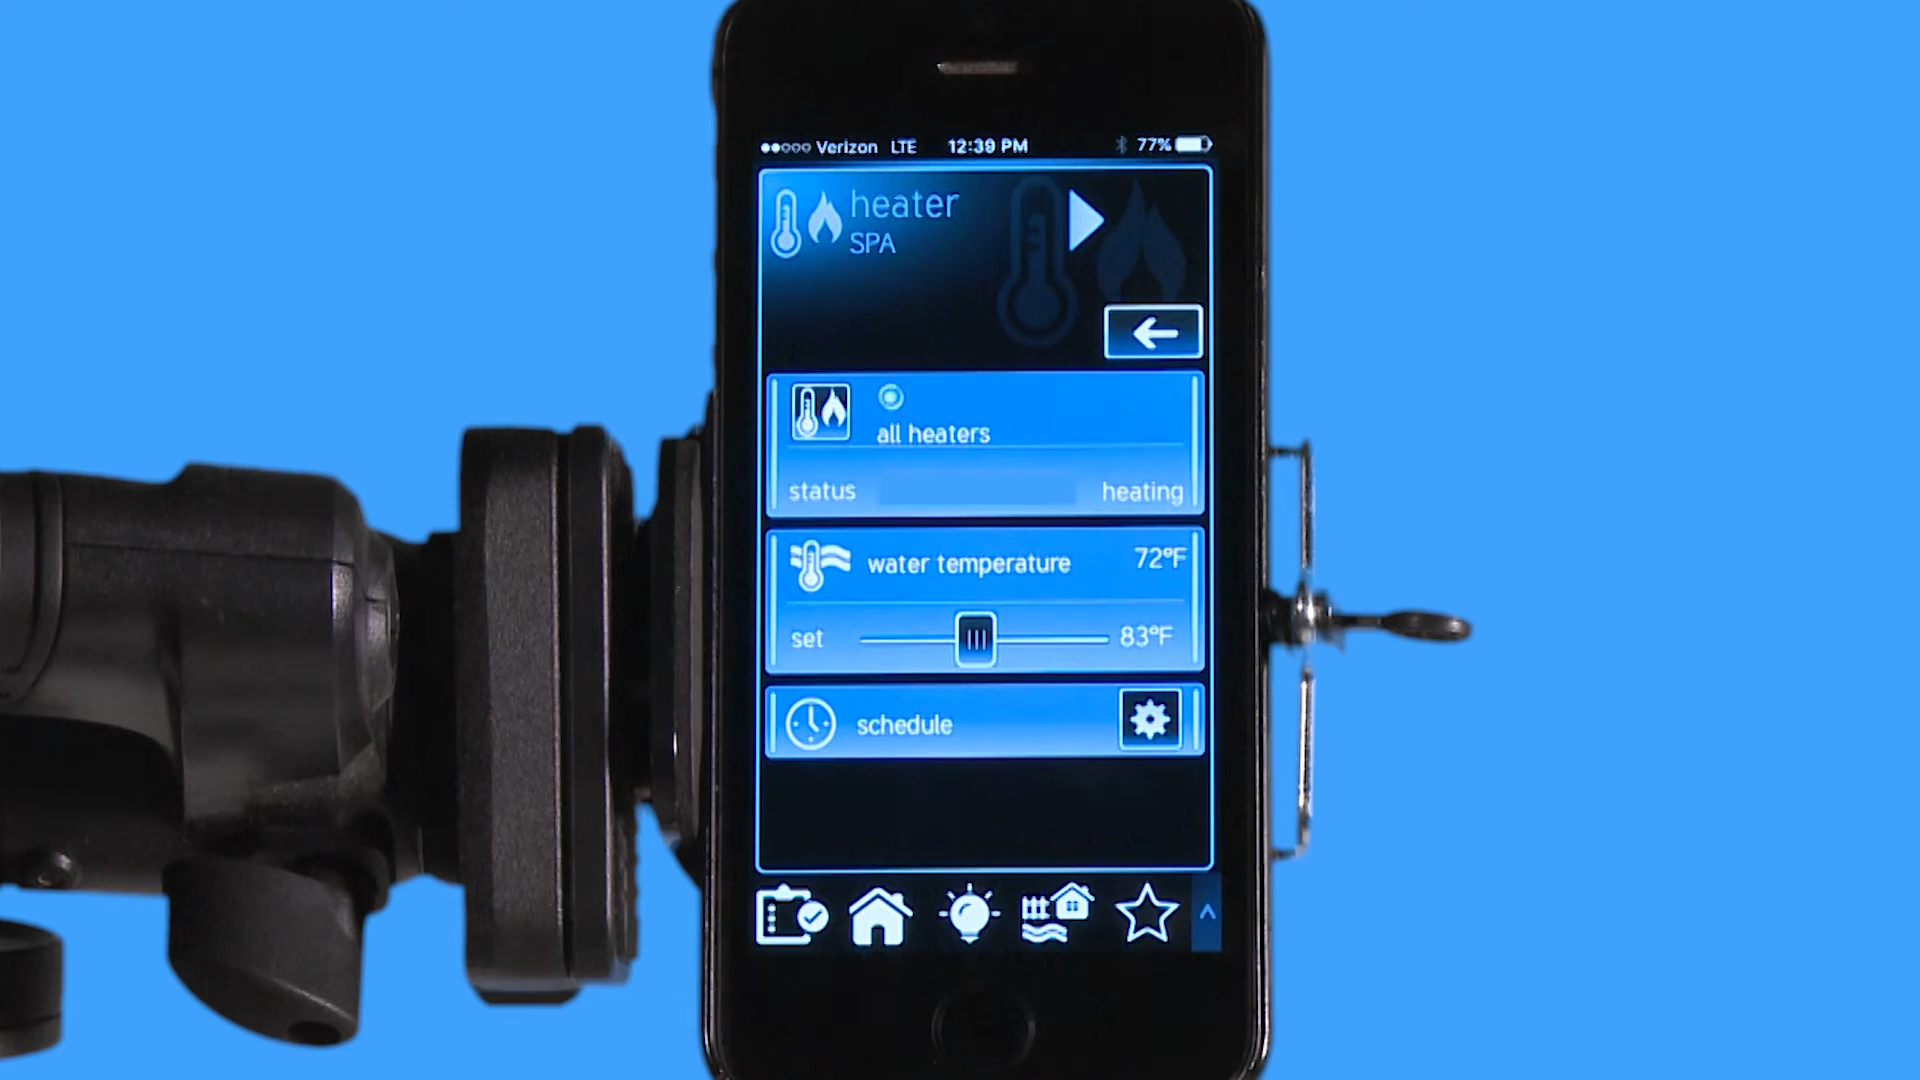 Verizon LTE 12:39 PM 77%
heater
SPA
all heaters
status heating
water temperature 72°F
set 83°F
schedule